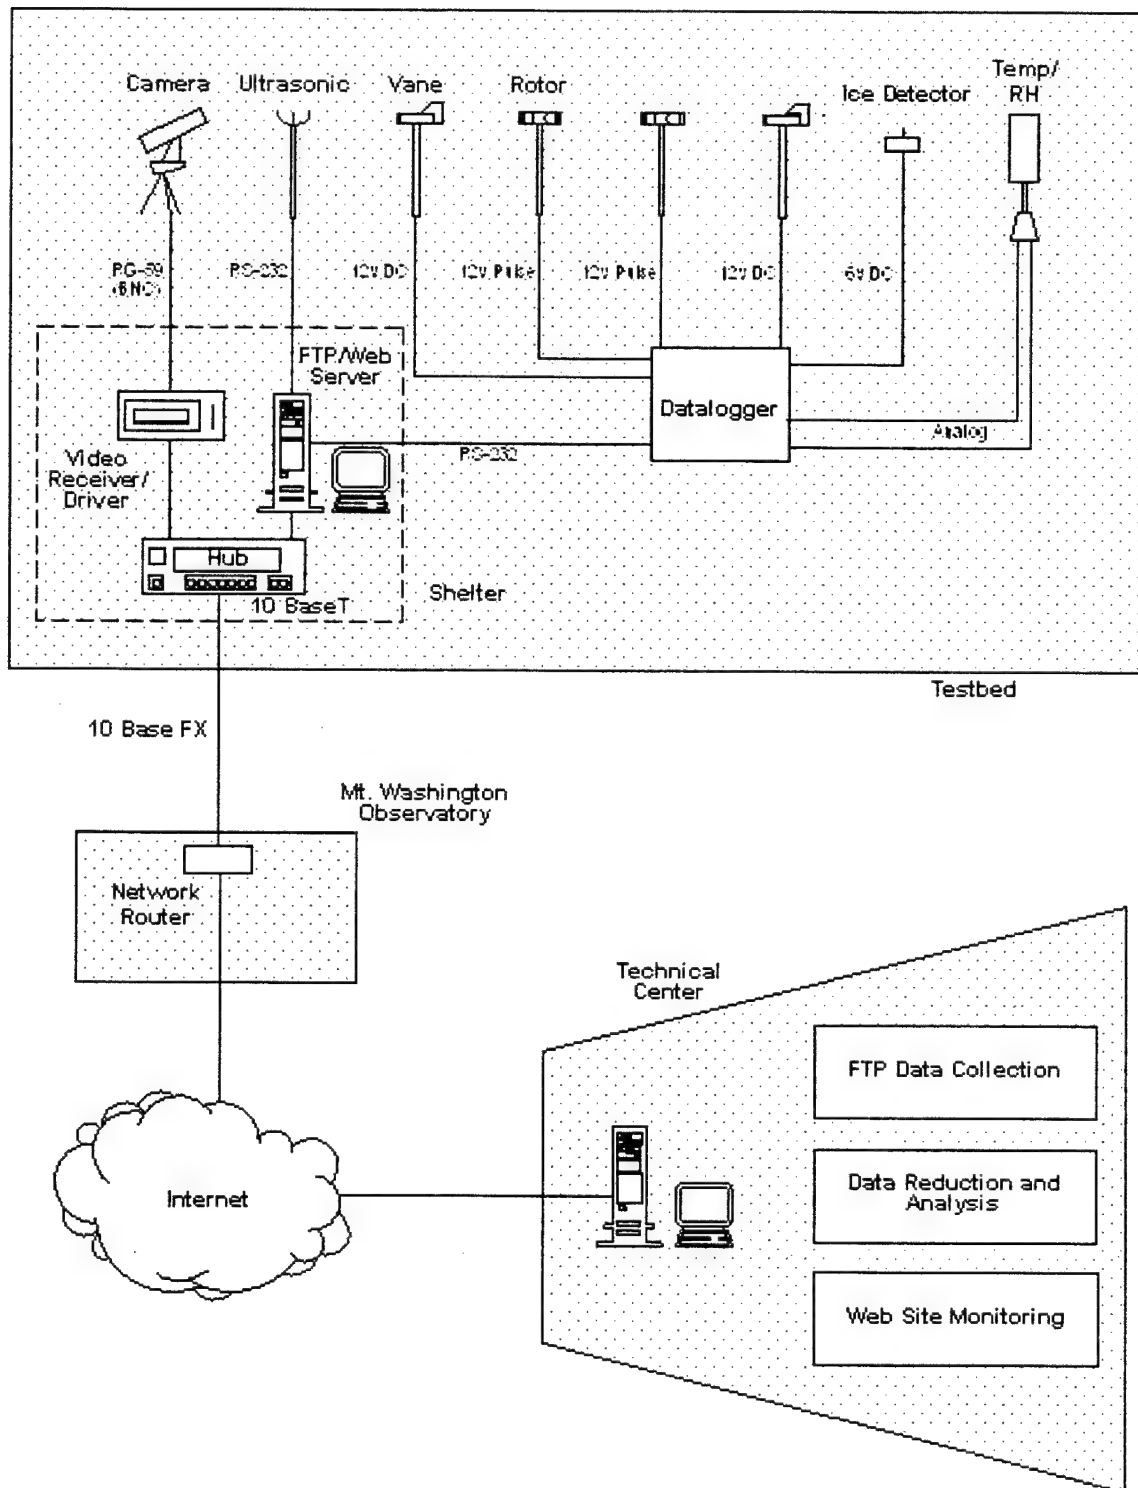 Camera
Ultrasonic
Vane
Rotor
Ice Detector
Temp/
RH
RG-59
(BNC)
RS-232
12V DC
12V Pulse
12V Pulse
12V DC
6V DC
FTP/Web
Server
Datalogger
Analog
RS-232
Video
Receiver/
Driver
Hub
10 BaseT
Shelter
Testbed
10 Base FX
Mt. Washington
Observatory
Network
Router
Technical
Center
FTP Data Collection
Internet
Data Reduction and
Analysis
Web Site Monitoring